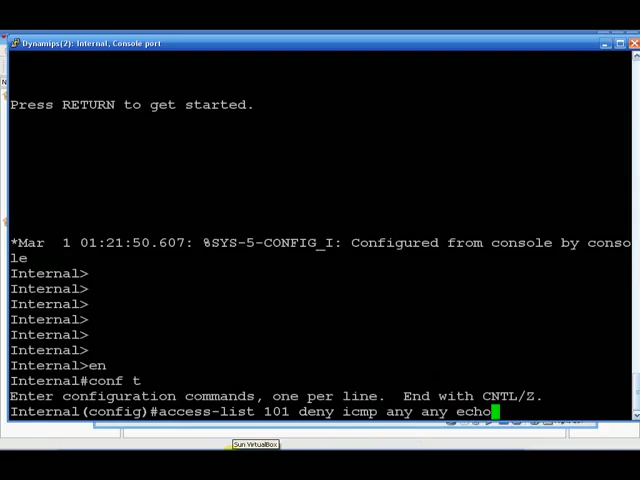 Dynamips(2): Internal, Console port
Press RETURN to get started.
*Mar  1 01:21:50.607: %SYS-5-CONFIG_I: Configured from console by conso
le
Internal>
Internal>
Internal>
Internal>
Internal>
Internal>
Internal>en
Internal#conf t
Enter configuration commands, one per line.  End with CNTL/Z.
Internal(config)#access-list 101 deny icmp any any echo
Sun VirtualBox